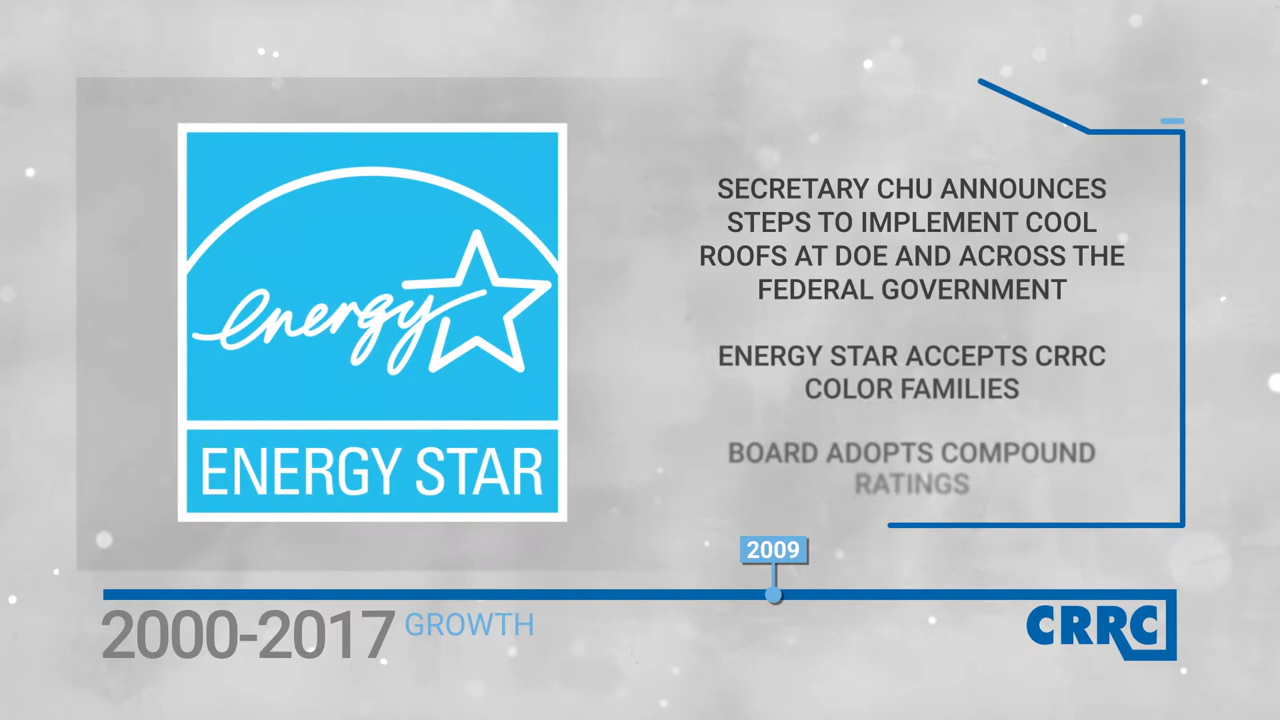 energy
ENERGY STAR
SECRETARY CHU ANNOUNCES
STEPS TO IMPLEMENT COOL
ROOFS AT DOE AND ACROSS THE
FEDERAL GOVERNMENT
ENERGY STAR ACCEPTS CRRC
COLOR FAMILIES
BOARD ADOPTS COMPOUND
RATINGS
2009
2000-2017 GROWTH
CRRC